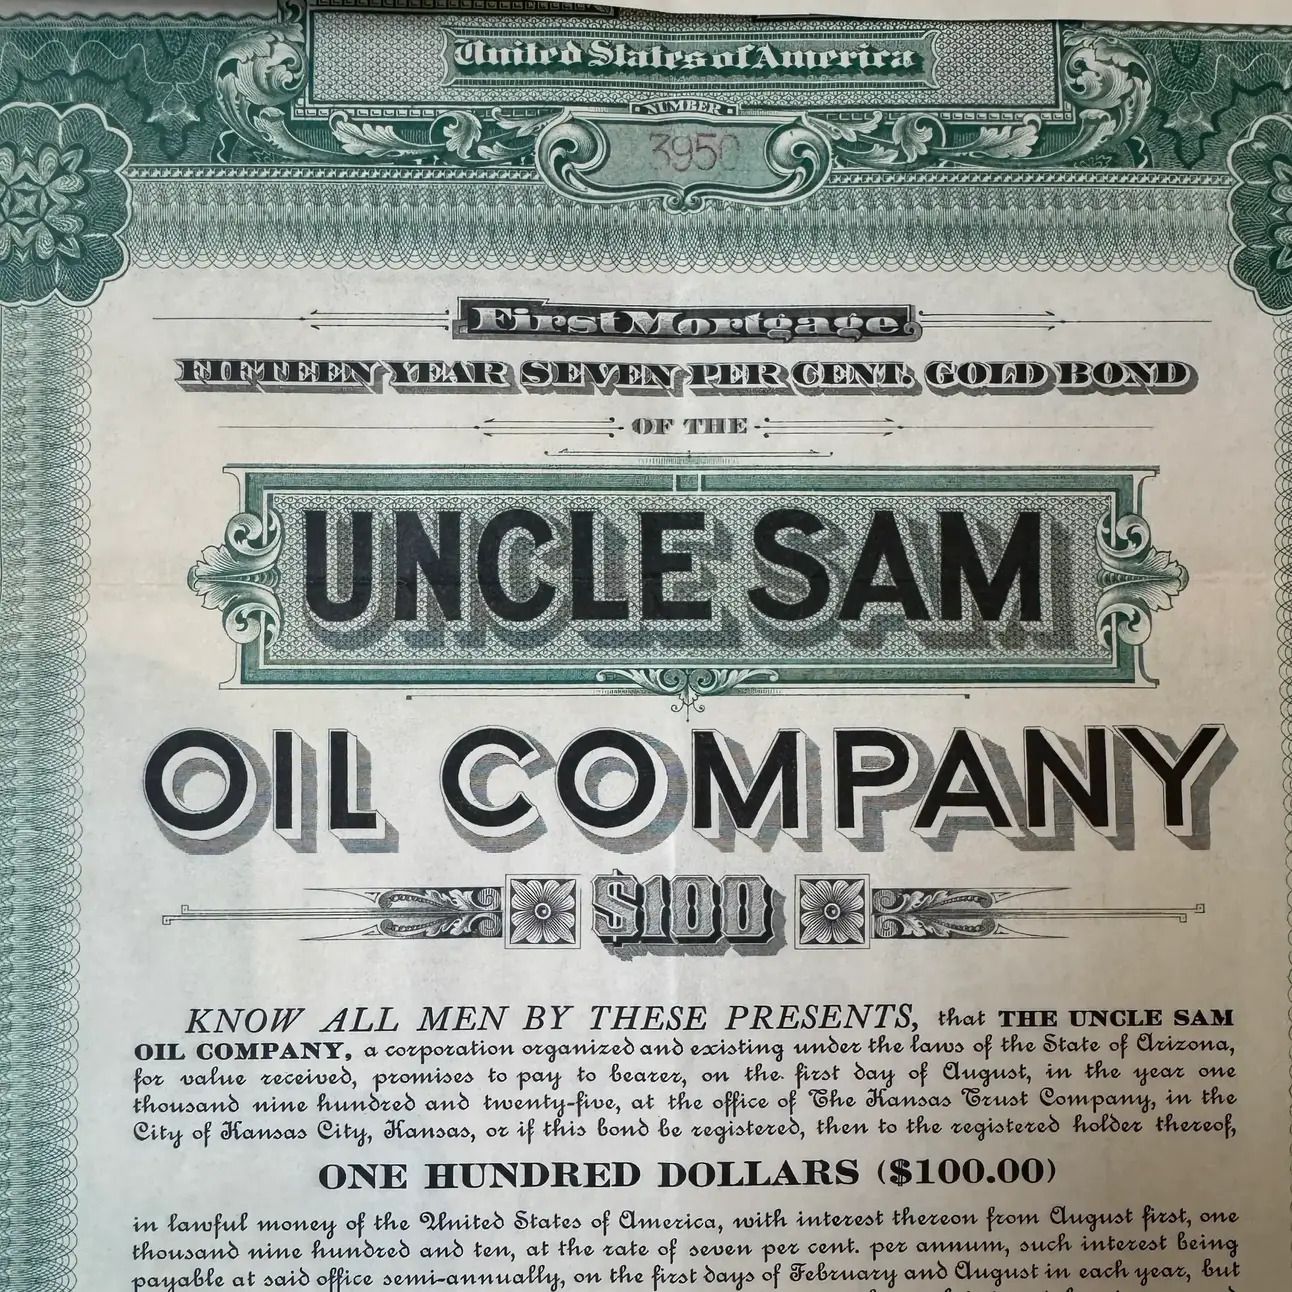 United States of America
NUMBER
3950
First Mortgage.
FIFTEEN YEAR SEVEN PER CENT. GOLD BOND
OF THE
UNCLE SAM
OIL COMPANY
$100
KNOW ALL MEN BY THESE PRESENTS, that THE UNCLE SAM
OIL COMPANY, a corporation organized and existing under the laws of the State of Arizona,
for value received, promises to pay to bearer, on the first day of August, in the year one
thousand nine hundred and twenty-five, at the office of The Kansas Trust Company, in the
City of Kansas City, Kansas, or if this bond be registered, then to the registered holder thereof,
ONE HUNDRED DOLLARS ($100.00)
in lawful money of the United States of America, with interest thereon from August first, one
thousand nine hundred and ten, at the rate of seven per cent. per annum, such interest being
payable at said office semi-annually, on the first days of February and August in each year, but